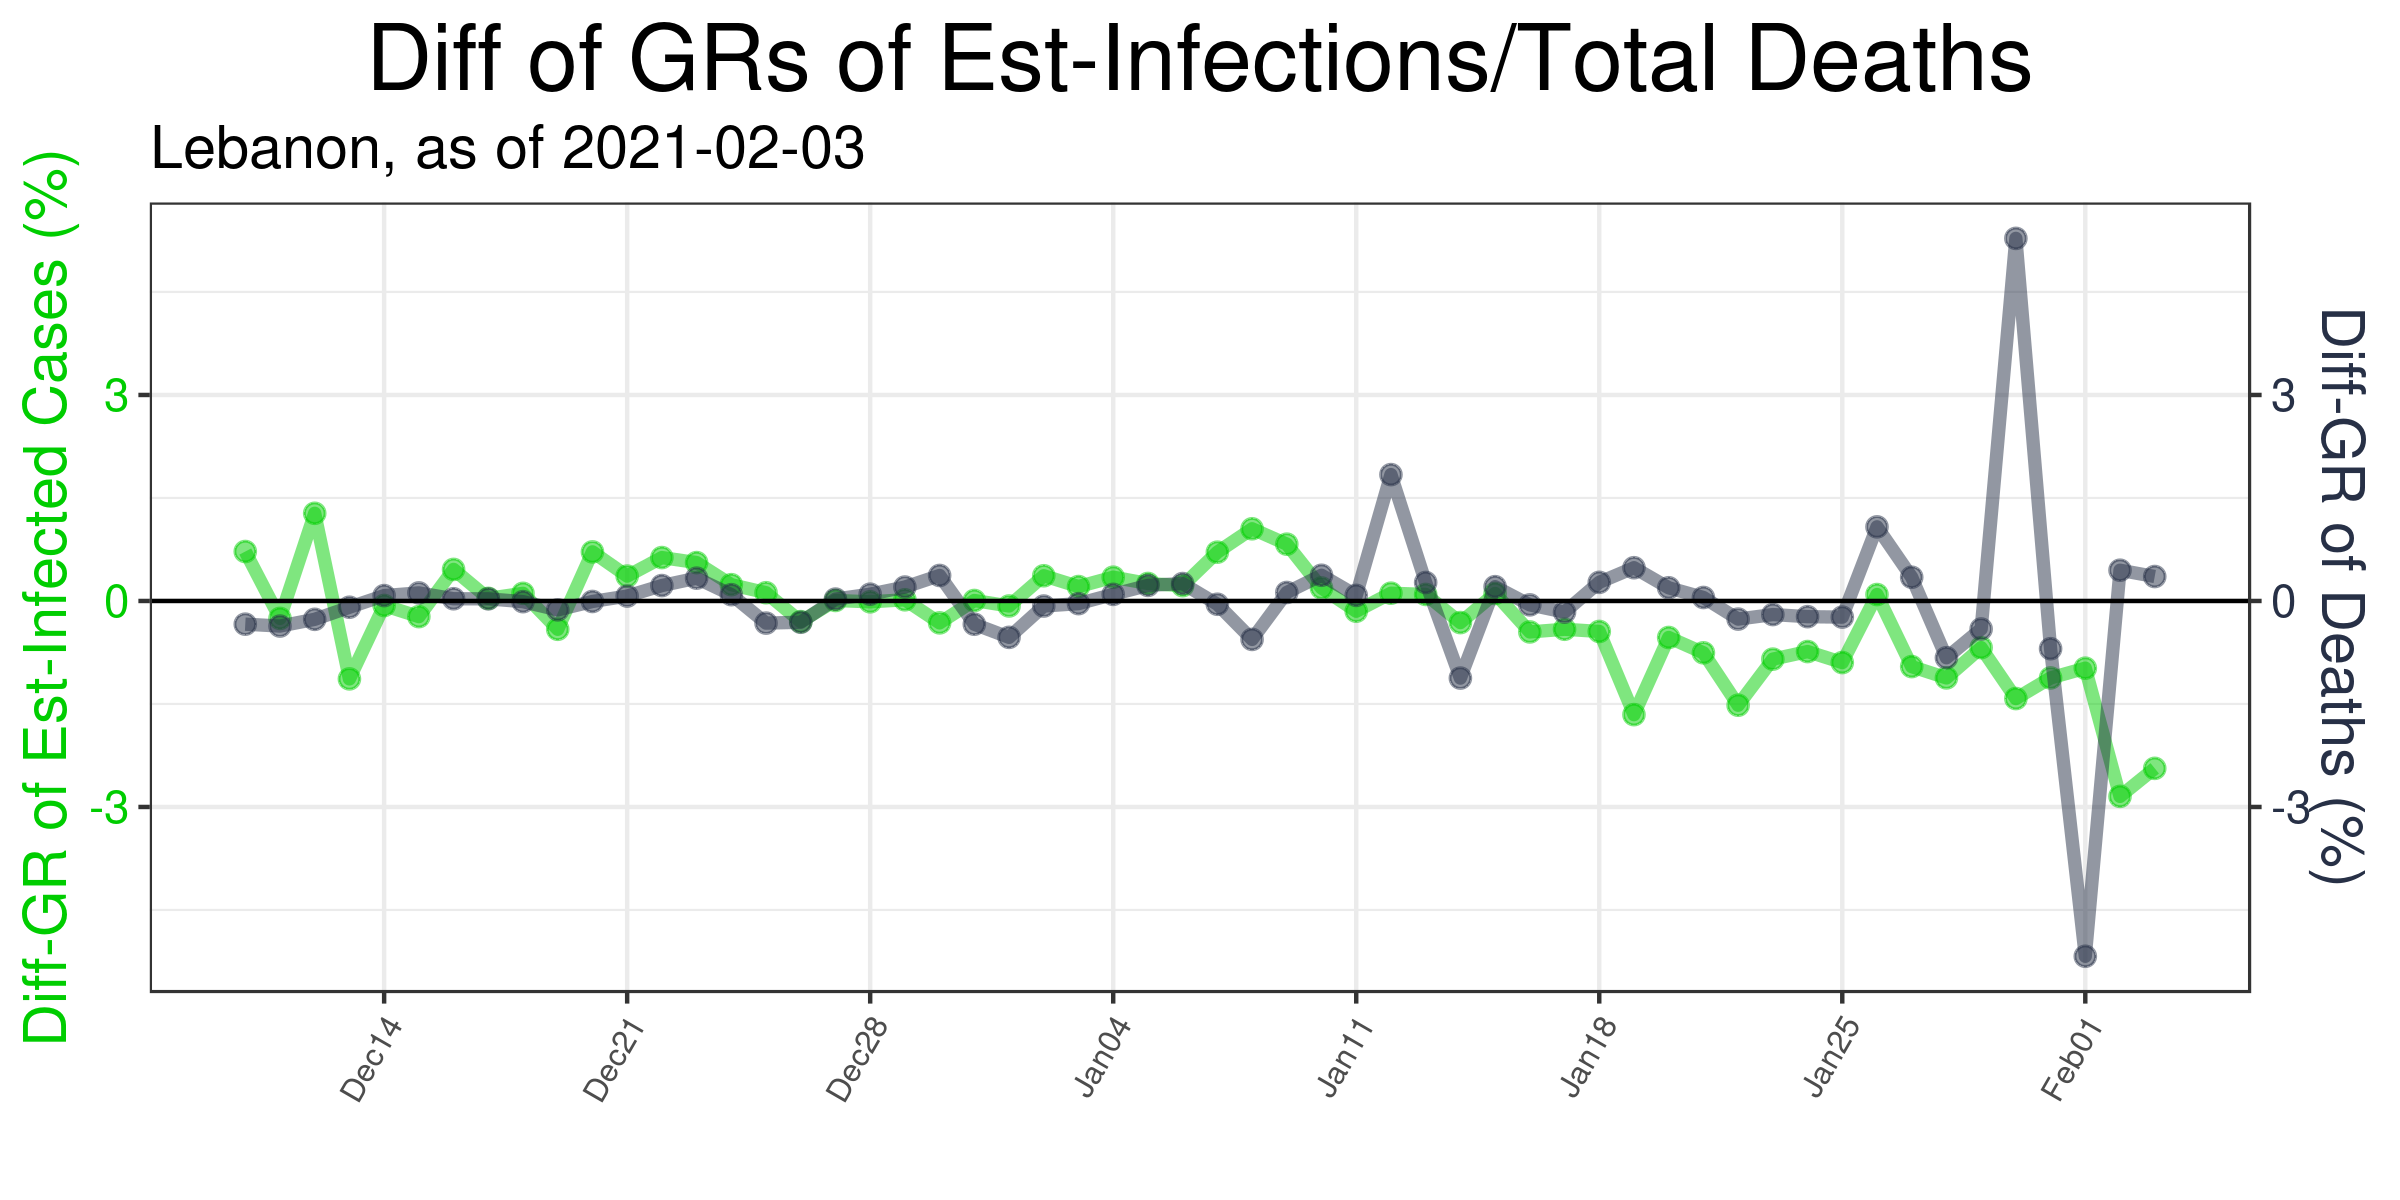 Diff of GRs of Est-Infections/Total Deaths
Lebanon, as of 2021-02-03
Diff-GR of Est-Infected Cases (%)
3
0
-3
3
0
-3
Diff-GR of Deaths (%)
Dec14
Dec21
Dec28
Jan04
Jan11
Jan18
Jan25
Feb01